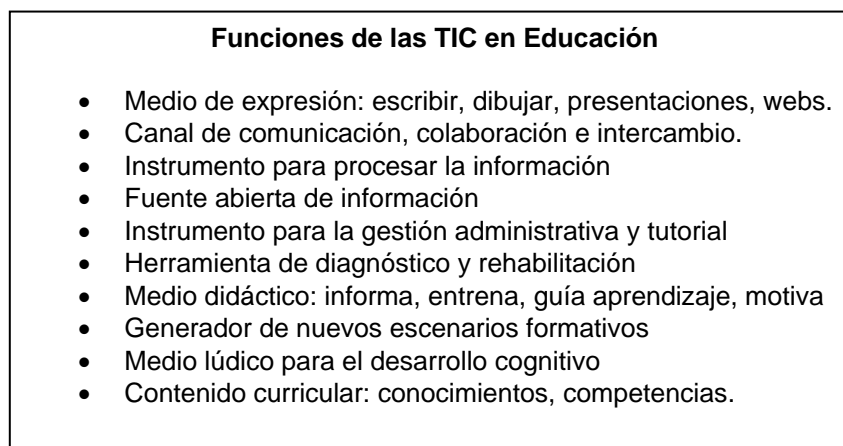 Funciones de las TIC en Educación
• Medio de expresión: escribir, dibujar, presentaciones, webs.
• Canal de comunicación, colaboración e intercambio.
• Instrumento para procesar la información
• Fuente abierta de información
• Instrumento para la gestión administrativa y tutorial
• Herramienta de diagnóstico y rehabilitación
• Medio didáctico: informa, entrena, guía aprendizaje, motiva
• Generador de nuevos escenarios formativos
• Medio lúdico para el desarrollo cognitivo
• Contenido curricular: conocimientos, competencias.